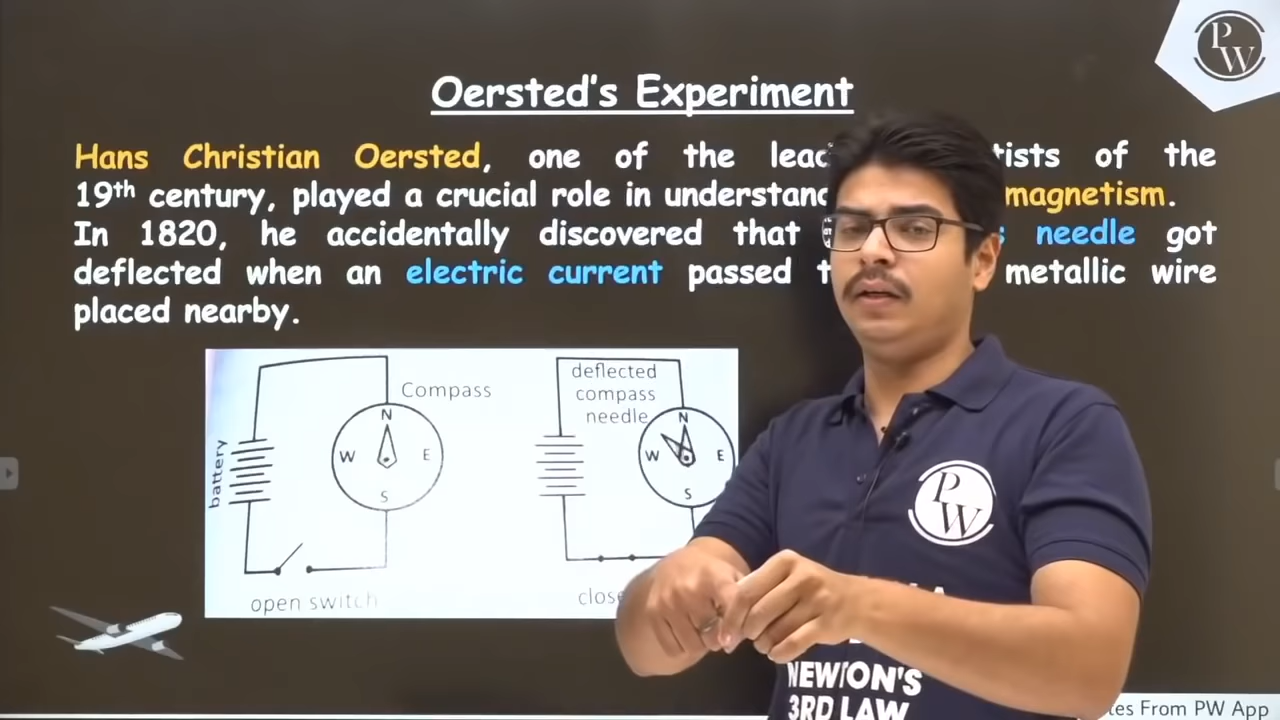 PW
Oersted's Experiment
Hans Christian Oersted, one of the lead tists of the
19th century, played a crucial role in understand magnetism.
In 1820, he accidentally discovered that needle got
deflected when an electric current passed metallic wire
placed nearby.
deflected
compass
needle
Compass
N
W
E
S
battery
open switch
N
W
E
S
close
PW
NEWTON'S
3RD LAW
tes From PW App